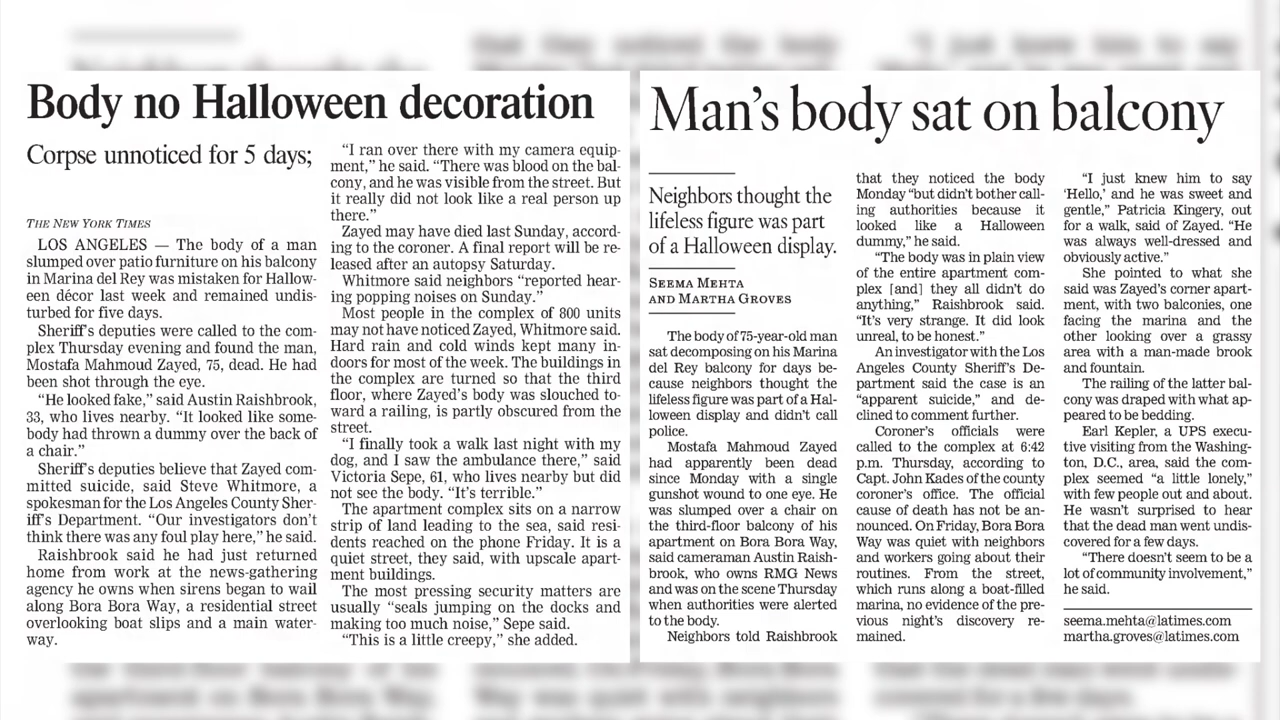 Body no Halloween decoration
Corpse unnoticed for 5 days;
THE NEW YORK TIMES
LOS ANGELES — The body of a man
slumped over patio furniture on his balcony
in Marina del Rey was mistaken for Hallow-
een décor last week and remained undis-
turbed for five days.
Sheriff's deputies were called to the com-
plex Thursday evening and found the man,
Mostafa Mahmoud Zayed, 75, dead. He had
been shot through the eye.
“He looked fake,” said Austin Raishbrook,
33, who lives nearby. “It looked like some-
body had thrown a dummy over the back of
a chair.”
Sheriff's deputies believe that Zayed com-
mitted suicide, said Steve Whitmore, a
spokesman for the Los Angeles County Sher-
iff's Department. “Our investigators don't
think there was any foul play here,” he said.
Raishbrook said he had just returned
home from work at the news-gathering
agency he owns when sirens began to wail
along Bora Bora Way, a residential street
overlooking boat slips and a main water-
way.
“I ran over there with my camera equip-
ment,” he said. “There was blood on the bal-
cony, and he was visible from the street. But
it really did not look like a real person up
there.”
Zayed may have died last Sunday, accord-
ing to the coroner. A final report will be re-
leased after an autopsy Saturday.
Whitmore said neighbors “reported hear-
ing popping noises on Sunday.”
Most people in the complex of 800 units
may not have noticed Zayed, Whitmore said.
Hard rain and cold winds kept many in-
doors for most of the week. The buildings in
the complex are turned so that the third
floor, where Zayed's body was slouched to-
ward a railing, is partly obscured from the
street.
“I finally took a walk last night with my
dog, and I saw the ambulance there,” said
Victoria Sepe, 61, who lives nearby but did
not see the body. “It's terrible.”
The apartment complex sits on a narrow
strip of land leading to the sea, said resi-
dents reached on the phone Friday. It is a
quiet street, they said, with upscale apart-
ment buildings.
The most pressing security matters are
usually “seals jumping on the docks and
making too much noise,” Sepe said.
“This is a little creepy,” she added.
Man's body sat on balcony
Neighbors thought the
lifeless figure was part
of a Halloween display.
SEEMA MEHTA
AND MARTHA GROVES
The body of 75-year-old man
sat decomposing on his Marina
del Rey balcony for days be-
cause neighbors thought the
lifeless figure was part of a Hal-
loween display and didn't call
police.
Mostafa Mahmoud Zayed
had apparently been dead
since Monday with a single
gunshot wound to one eye. He
was slumped over a chair on
the third-floor balcony of his
apartment on Bora Bora Way,
said cameraman Austin Raish-
brook, who owns RMG News
and was on the scene Thursday
when authorities were alerted
to the body.
Neighbors told Raishbrook
that they noticed the body
Monday “but didn't bother call-
ing authorities because it
looked like a Halloween
dummy,” he said.
“The body was in plain view
of the entire apartment com-
plex [and] they all didn't do
anything,” Raishbrook said.
“It's very strange. It did look
unreal, to be honest.”
An investigator with the Los
Angeles County Sheriff's De-
partment said the case is an
“apparent suicide,” and de-
clined to comment further.
Coroner's officials were
called to the complex at 6:42
p.m. Thursday, according to
Capt. John Kades of the county
coroner's office. The official
cause of death has not be an-
nounced. On Friday, Bora Bora
Way was quiet with neighbors
and workers going about their
routines. From the street,
which runs along a boat-filled
marina, no evidence of the pre-
vious night's discovery re-
mained.
“I just knew him to say
‘Hello,’ and he was sweet and
gentle,” Patricia Kingery, out
for a walk, said of Zayed. “He
was always well-dressed and
obviously active.”
She pointed to what she
said was Zayed's corner apart-
ment, with two balconies, one
facing the marina and the
other looking over a grassy
area with a man-made brook
and fountain.
The railing of the latter bal-
cony was draped with what ap-
peared to be bedding.
Earl Kepler, a UPS execu-
tive visiting from the Washing-
ton, D.C., area, said the com-
plex seemed “a little lonely,”
with few people out and about.
He wasn't surprised to hear
that the dead man went undis-
covered for a few days.
“There doesn't seem to be a
lot of community involvement,”
he said.
seema.mehta@latimes.com
martha.groves@latimes.com